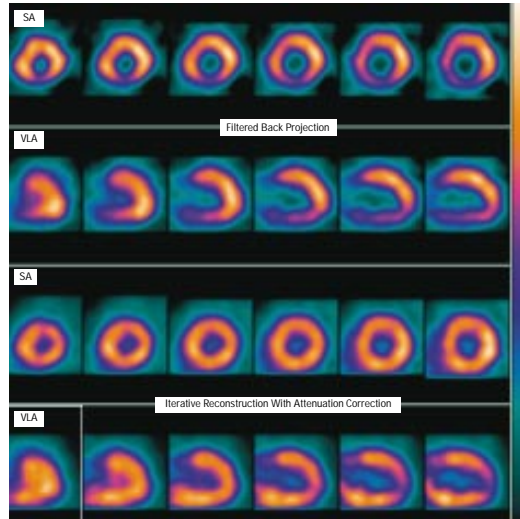 SA
Filtered Back Projection
VLA
SA
Iterative Reconstruction With Attenuation Correction
VLA